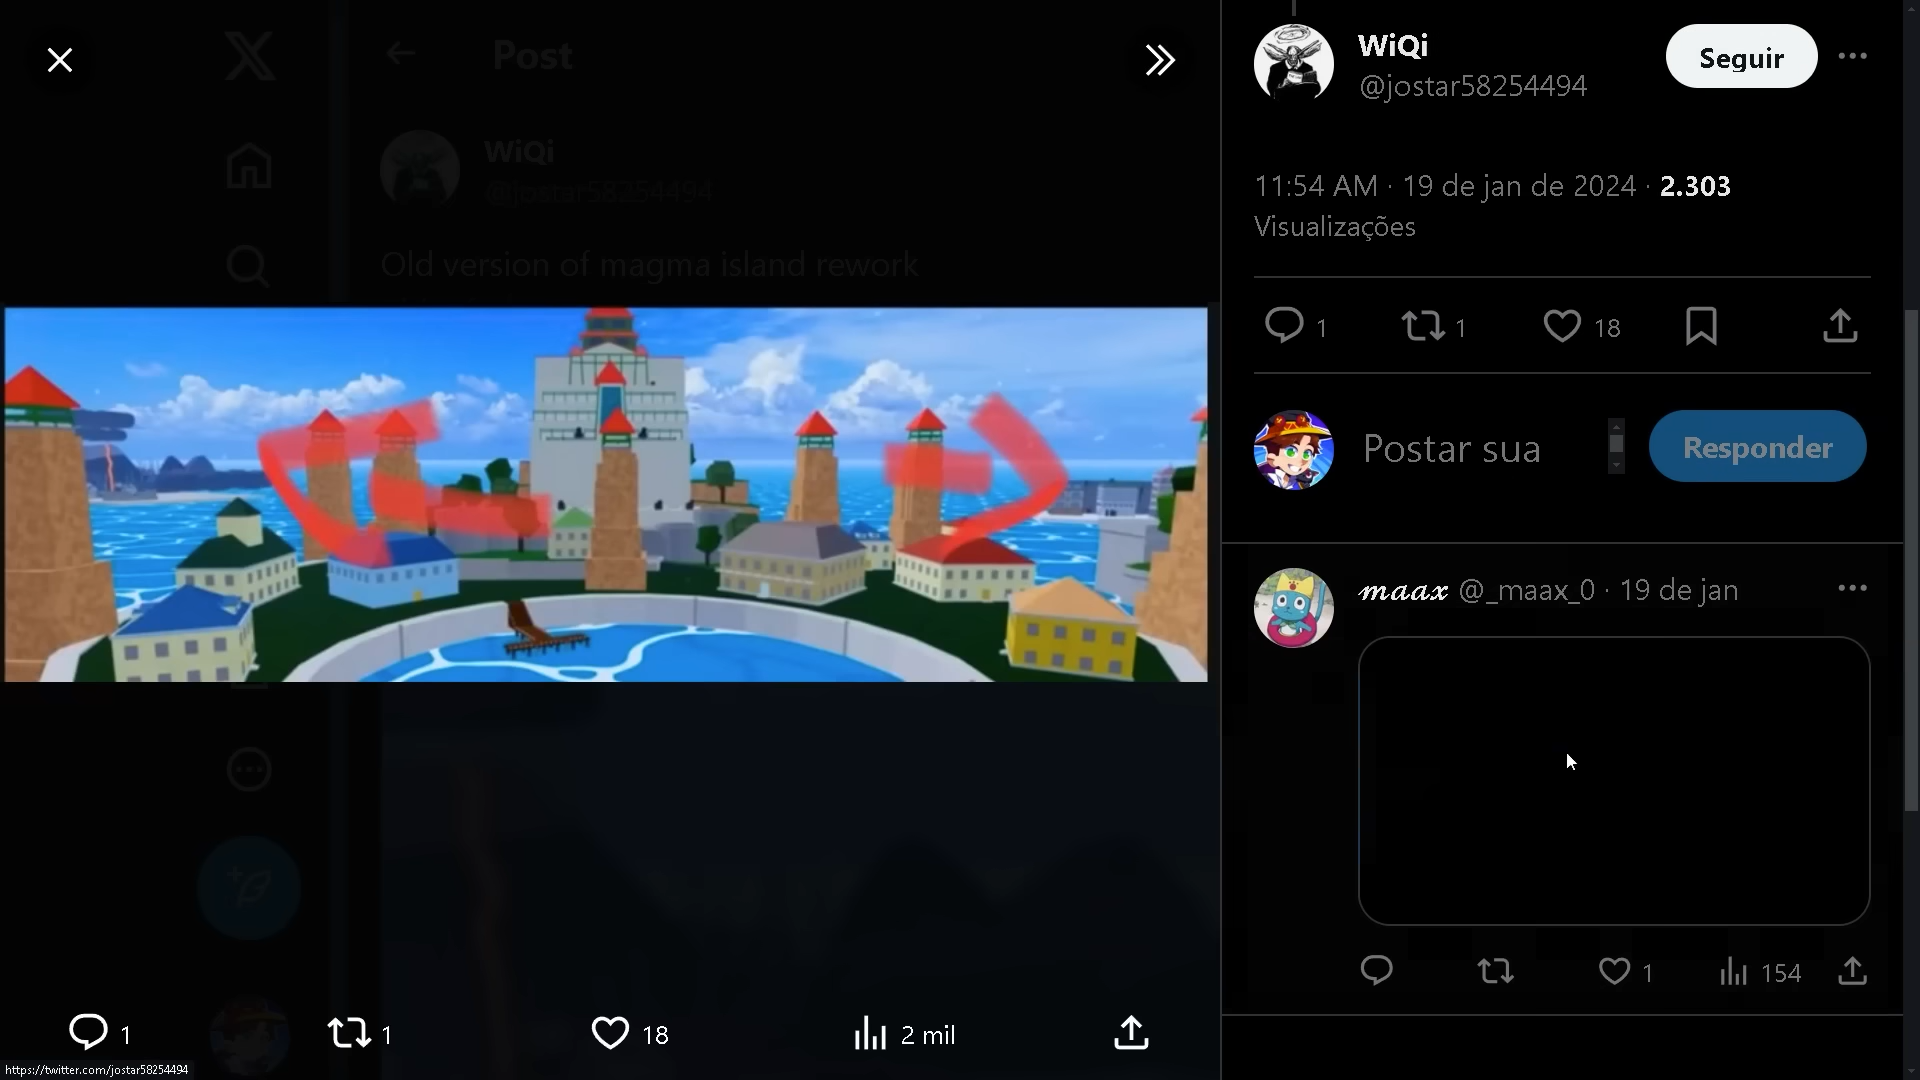 Post
WiQi
@jostar58254494
Old version of magma island rework
1
1
18
2 mil
https://twitter.com/jostar58254494
WiQi
@jostar58254494
Seguir
11:54 AM · 19 de jan de 2024 · 2.303
Visualizações
1
1
18
Postar sua
Responder
maax @_maax_0 · 19 de jan
1
154